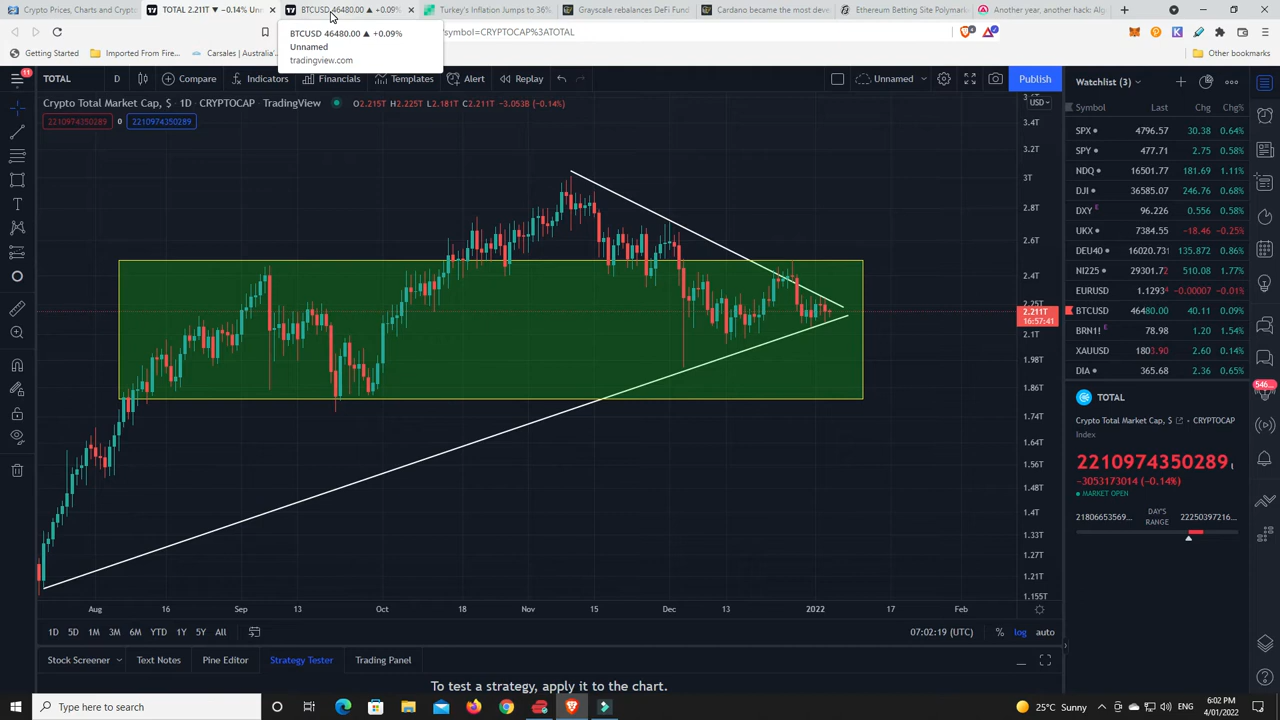 Crypto Prices, Charts and Crypto
TOTAL 2.211T ▼ −0.14% Un
BTCUSD 46480.00 ▲ +0.09%
Turkey's Inflation Jumps to 36%
Grayscale rebalances DeFi Fund
Cardano became the most deve
Ethereum Betting Site Polymarke
Another year, another hack: Alg
symbol=CRYPTOCAP%3ATOTAL
BTCUSD 46480.00 ▲ +0.09%
Unnamed
tradingview.com
Getting Started
Imported From Fire...
Carsales | Australia'
Other bookmarks
11
TOTAL
D
Compare
Indicators
Financials
Templates
Alert
Replay
Unnamed
Publish
Watchlist (3)
Crypto Total Market Cap, $ · 1D · CRYPTOCAP · TradingView
O2.215T H2.225T L2.181T C2.211T −3.053B (−0.14%)
2210974350289 0 2210974350289
USD
3.4T
3.2T
3T
2.8T
2.6T
2.4T
2.25T
2.211T
16:57:41
2.1T
1.98T
1.86T
1.74T
1.64T
1.56T
1.48T
1.4T
1.33T
1.27T
1.21T
1.155T
Aug 16 Sep 13 Oct 18 Nov 15 Dec 13 2022 17 Feb
Symbol Last Chg Chg%
SPX 4796.57 30.38 0.64%
SPY 477.71 2.75 0.58%
NDQ 16501.77 181.69 1.11%
DJI 36585.07 246.76 0.68%
DXY E 96.226 0.556 0.58%
UKX 7384.55 −18.46 −0.25%
DEU40 16020.731 135.872 0.86%
NI225 29301.72 510.08 1.77%
EURUSD 1.1293⁴ −0.00007 −0.01%
BTCUSD 46480.00 40.11 0.09%
BRN1! E 78.98 1.20 1.54%
XAUUSD 1803.90 2.60 0.14%
DIA 365.68 2.36 0.65%
TOTAL
Crypto Total Market Cap, $ · CRYPTOCAP
Index
2210974350289
−3053173014 (−0.14%)
MARKET OPEN
21806653569... DAY'S RANGE 22250397216...
546...
1D 5D 1M 3M 6M YTD 1Y 5Y All
07:02:19 (UTC)
% log auto
Stock Screener
Text Notes
Pine Editor
Strategy Tester
Trading Panel
To test a strategy, apply it to the chart.
Type here to search
25°C Sunny
ENG
6:02 PM
4/01/2022